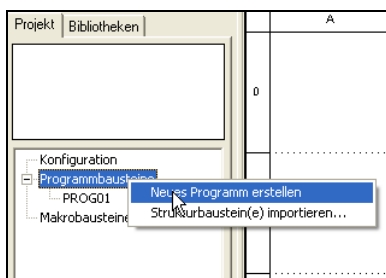 Projekt Bibliotheken
A
0
Konfiguration
Programmbausteine
Neues Programm erstellen
PROG01
Strukturbaustein(e) importieren...
Makrobausteine